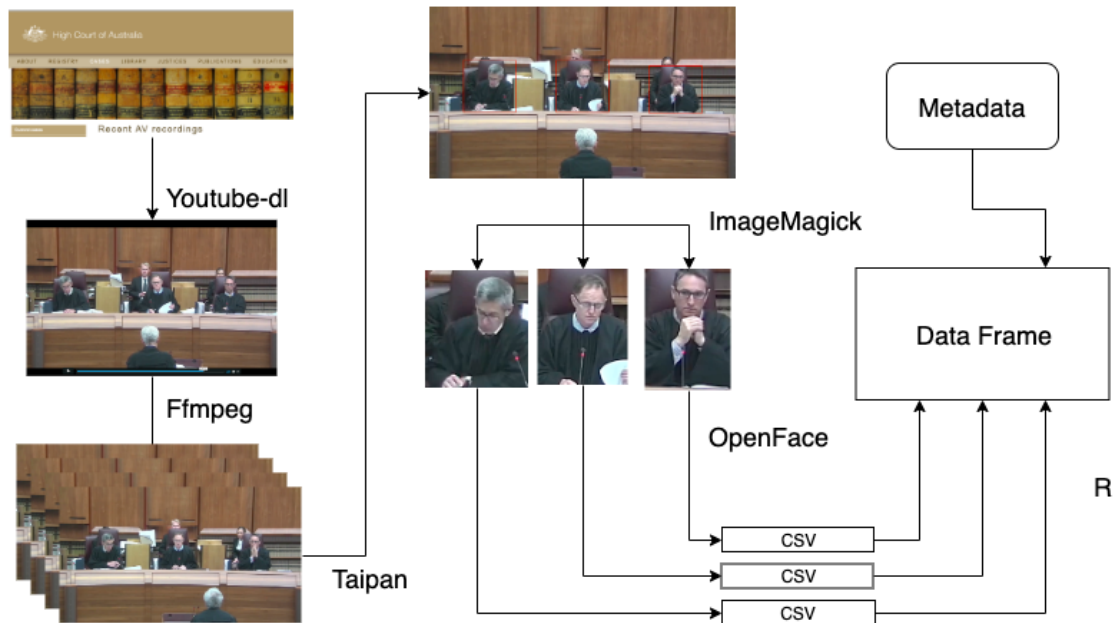 High Court of Australia
ABOUT REGISTRY CASES LIBRARY JUSTICES PUBLICATIONS EDUCATION
Recent AV recordings
Youtube-dl
Ffmpeg
Taipan
ImageMagick
OpenFace
CSV
CSV
CSV
Metadata
Data Frame
R